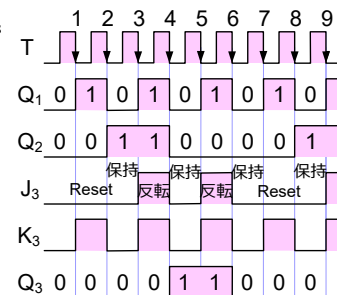 s
1 2 3 4 5 6 7 8 9
T
Q1 0 1 0 1 0 1 0 1 0
Q2 0 0 1 1 0 0 0 0 1
保持 保持 保持 保持
J3 Reset 反転 反転 Reset
K3
Q3 0 0 0 0 1 1 0 0 0